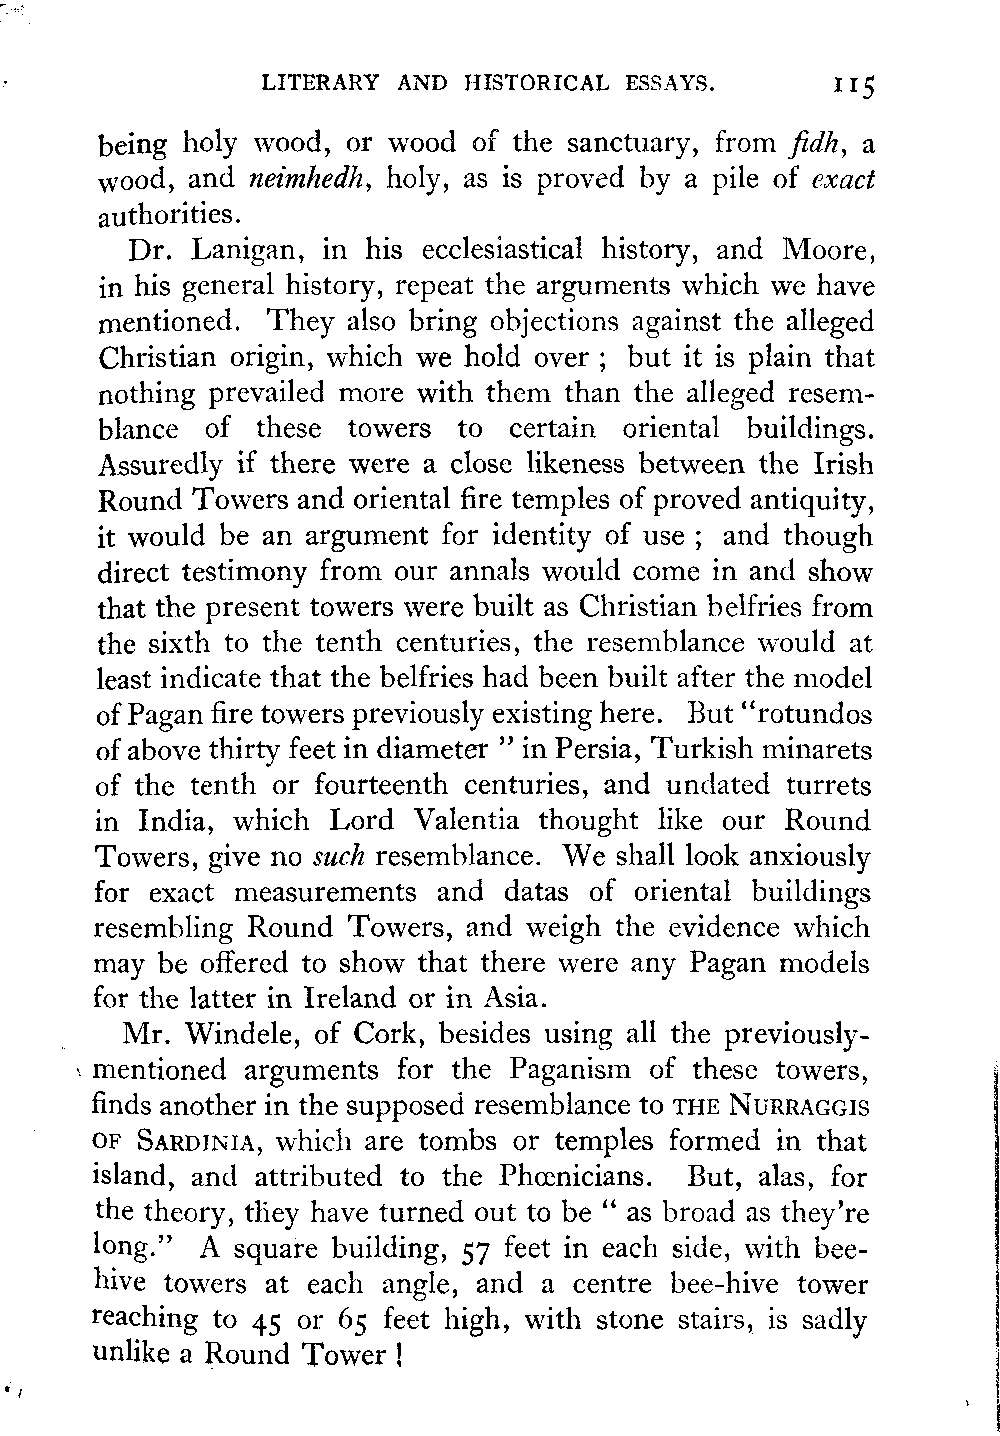 LITERARY AND HISTORICAL ESSAYS. 115
being holy wood, or wood of the sanctuary, from fidh, a
wood, and neimhedh, holy, as is proved by a pile of exact
authorities.
Dr. Lanigan, in his ecclesiastical history, and Moore,
in his general history, repeat the arguments which we have
mentioned. They also bring objections against the alleged
Christian origin, which we hold over ; but it is plain that
nothing prevailed more with them than the alleged resem-
blance of these towers to certain oriental buildings.
Assuredly if there were a close likeness between the Irish
Round Towers and oriental fire temples of proved antiquity,
it would be an argument for identity of use ; and though
direct testimony from our annals would come in and show
that the present towers were built as Christian belfries from
the sixth to the tenth centuries, the resemblance would at
least indicate that the belfries had been built after the model
of Pagan fire towers previously existing here. But "rotundos
of above thirty feet in diameter " in Persia, Turkish minarets
of the tenth or fourteenth centuries, and undated turrets
in India, which Lord Valentia thought like our Round
Towers, give no such resemblance. We shall look anxiously
for exact measurements and datas of oriental buildings
resembling Round Towers, and weigh the evidence which
may be offered to show that there were any Pagan models
for the latter in Ireland or in Asia.
Mr. Windele, of Cork, besides using all the previously-
mentioned arguments for the Paganism of these towers,
finds another in the supposed resemblance to THE NURRAGGIS
OF SARDINIA, which are tombs or temples formed in that
island, and attributed to the Phœnicians. But, alas, for
the theory, they have turned out to be " as broad as they're
long." A square building, 57 feet in each side, with bee-
hive towers at each angle, and a centre bee-hive tower
reaching to 45 or 65 feet high, with stone stairs, is sadly
unlike a Round Tower !